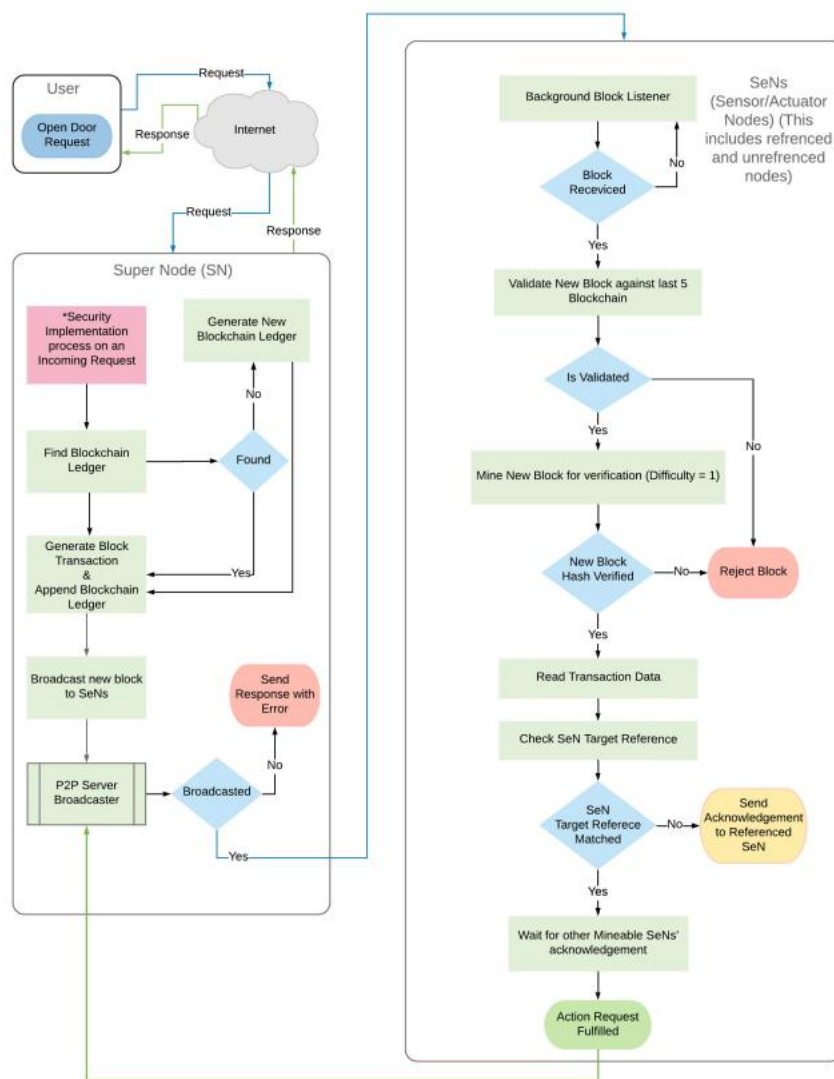 User
Open Door
Request
Request
Response
Internet
Request
Response
Super Node (SN)
*Security
Implementation
process on an
Incoming Request
Generate New
Blockchain Ledger
No
Find Blockchain
Ledger
Found
Yes
Generate Block
Transaction
&
Append Blockchain
Ledger
Broadcast new block
to SeNs
Send
Response with
Error
No
P2P Server
Broadcaster
Broadcasted
Yes
SeNs
(Sensor/Actuator
Nodes) (This
includes refrenced
and unrefrenced
nodes)
Background Block Listener
No
Block
Receviced
Yes
Validate New Block against last 5
Blockchain
Is Validated
No
Yes
Mine New Block for verification (Difficulty = 1)
New Block
Hash Verified
No
Reject Block
Yes
Read Transaction Data
Check SeN Target Reference
SeN
Target Referece
Matched
No
Send
Acknowledgement
to Referenced
SeN
Yes
Wait for other Mineable SeNs'
acknowledgement
Action Request
Fulfilled